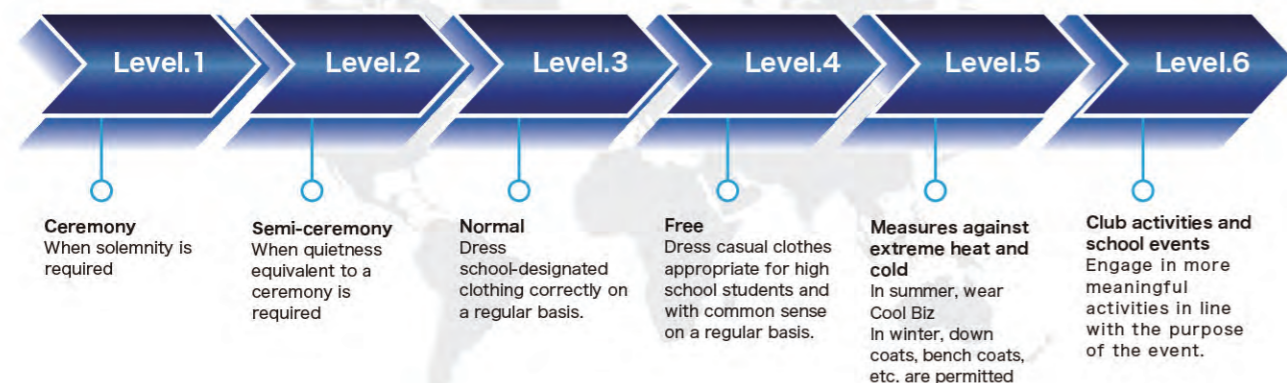 Level.1
Level.2
Level.3
Level.4
Level.5
Level.6
Ceremony
When solemnity is
required
Semi-ceremony
When quietness
equivalent to a
ceremony is
required
Normal
Dress
school-designated
clothing correctly on
a regular basis.
Free
Dress casual clothes
appropriate for high
school students and
with common sense
on a regular basis.
Measures against
extreme heat and
cold
In summer, wear
Cool Biz
In winter, down
coats, bench coats,
etc. are permitted
Club activities and
school events
Engage in more
meaningful
activities in line
with the purpose
of the event.